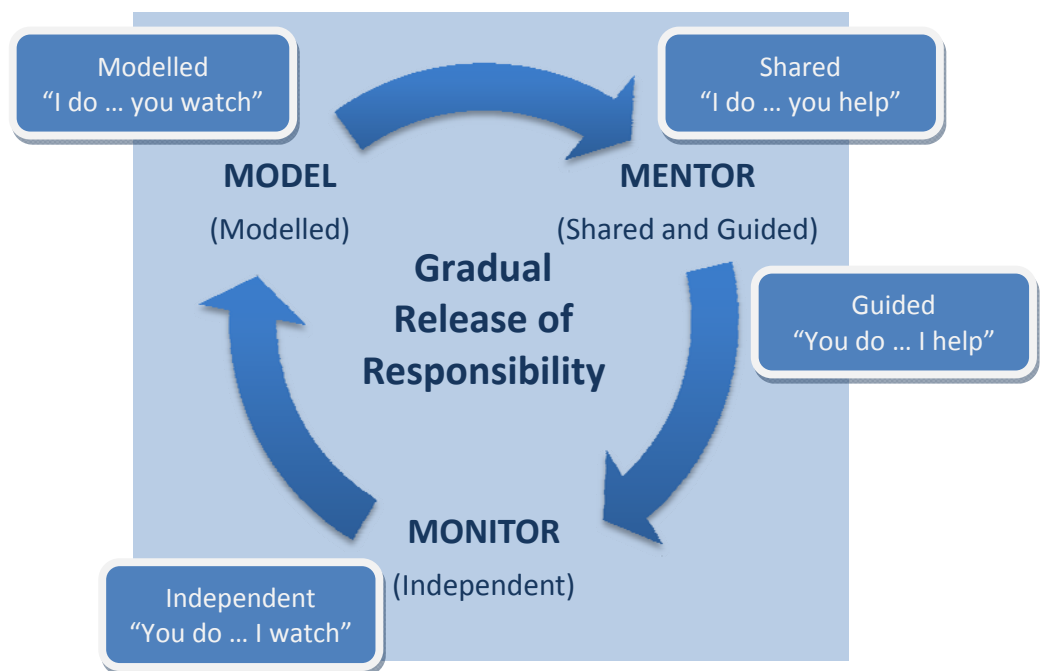 Modelled
“I do … you watch”
Shared
“I do … you help”
MODEL
(Modelled)
MENTOR
(Shared and Guided)
Gradual
Release of
Responsibility
Guided
“You do … I help”
MONITOR
(Independent)
Independent
“You do … I watch”